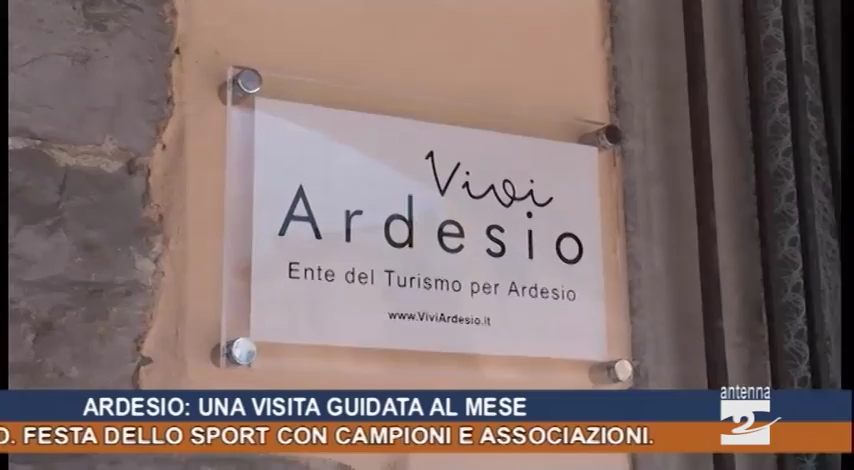 Vivi
Ardesio
Ente del Turismo per Ardesio
www.ViviArdesio.it
ARDESIO: UNA VISITA GUIDATA AL MESE
antenna
2
O. FESTA DELLO SPORT CON CAMPIONI E ASSOCIAZIONI.